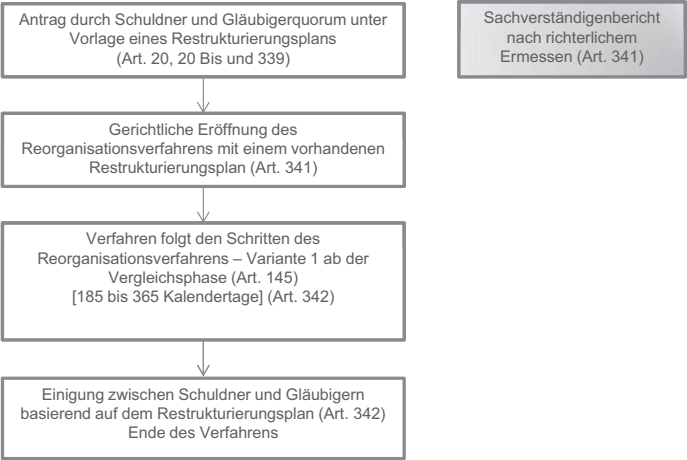 Antrag durch Schuldner und Gläubigerquorum unter
Vorlage eines Restrukturierungsplans
(Art. 20, 20 Bis und 339)
Sachverständigenbericht
nach richterlichem
Ermessen (Art. 341)
Gerichtliche Eröffnung des
Reorganisationsverfahrens mit einem vorhandenen
Restrukturierungsplan (Art. 341)
Verfahren folgt den Schritten des
Reorganisationsverfahrens – Variante 1 ab der
Vergleichsphase (Art. 145)
[185 bis 365 Kalendertage] (Art. 342)
Einigung zwischen Schuldner und Gläubigern
basierend auf dem Restrukturierungsplan (Art. 342)
Ende des Verfahrens